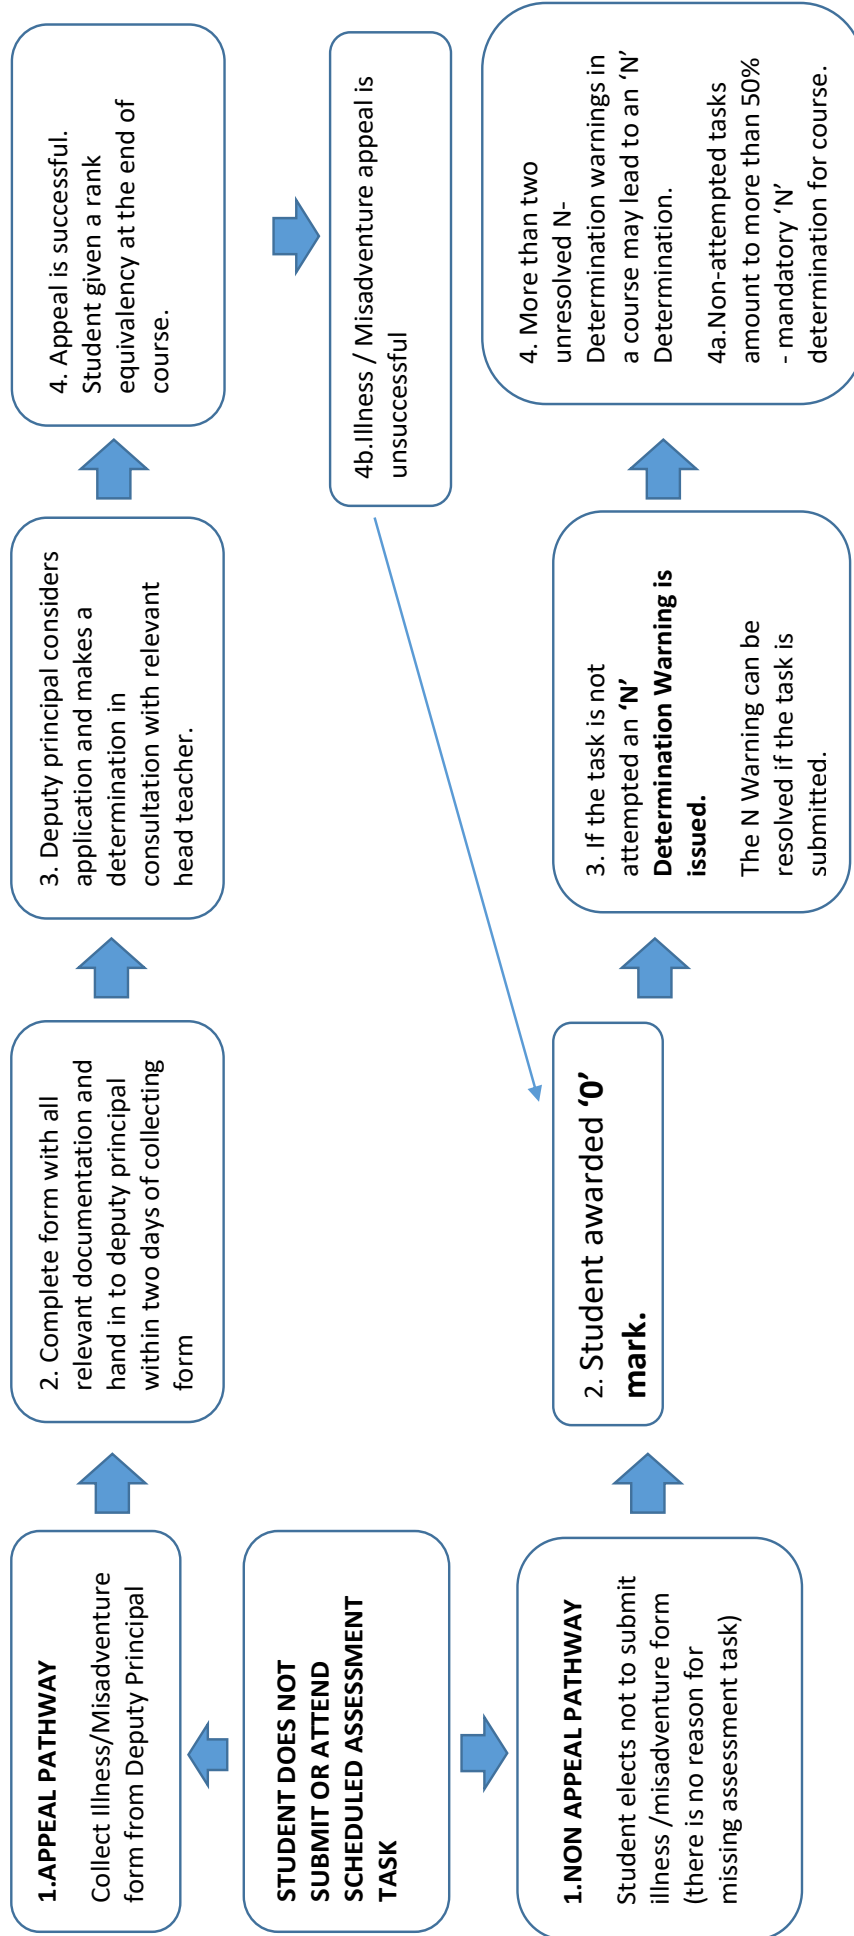 1.APPEAL PATHWAY
Collect Illness/Misadventure
form from Deputy Principal
2. Complete form with all
relevant documentation and
hand in to deputy principal
within two days of collecting
form
3. Deputy principal considers
application and makes a
determination in
consultation with relevant
head teacher.
4. Appeal is successful.
Student given a rank
equivalency at the end of
course.
STUDENT DOES NOT
SUBMIT OR ATTEND
SCHEDULED ASSESSMENT
TASK
4b.Illness / Misadventure appeal is
unsuccessful
1.NON APPEAL PATHWAY
Student elects not to submit
illness /misadventure form
(there is no reason for
missing assessment task)
2. Student awarded ‘0’
mark.
3. If the task is not
attempted an ‘N’
Determination Warning is
issued.
The N Warning can be
resolved if the task is
submitted.
4. More than two
unresolved N-
Determination warnings in
a course may lead to an ‘N’
Determination.
4a.Non-attempted tasks
amount to more than 50%
- mandatory ‘N’
determination for course.